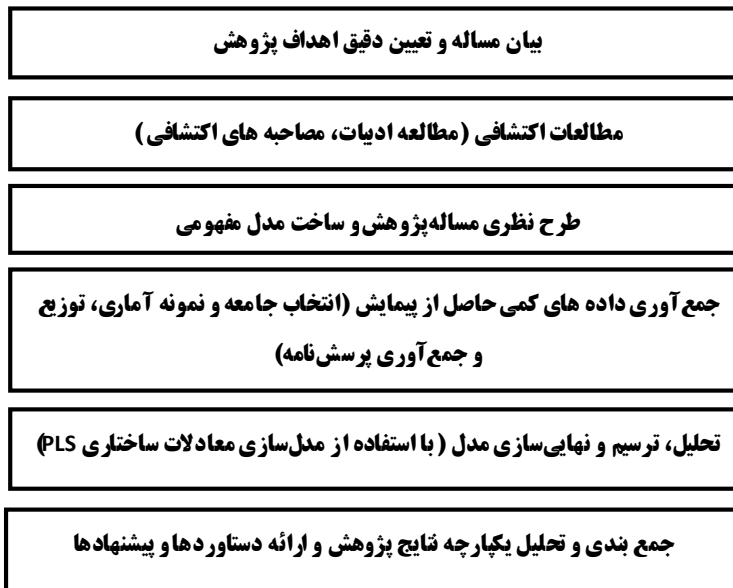 بیان مساله و تعیین دقیق اهداف پژوهش
مطالعات اکتشافی (مطالعه ادبیات، مصاحبه های اکتشافی)
طرح نظری مساله‌پژوهش و ساخت مدل مفهومی
جمع‌آوری داده های کمی حاصل از پیمایش (انتخاب جامعه و نمونه آماری، توزیع
و جمع‌آوری پرسش‌نامه)
تحلیل، ترسیم و نهایی‌سازی مدل (با استفاده از مدل‌سازی معادلات ساختاری PLS)
جمع بندی و تحلیل یکپارچه نتایج پژوهش و ارائه دستاوردها و پیشنهادها